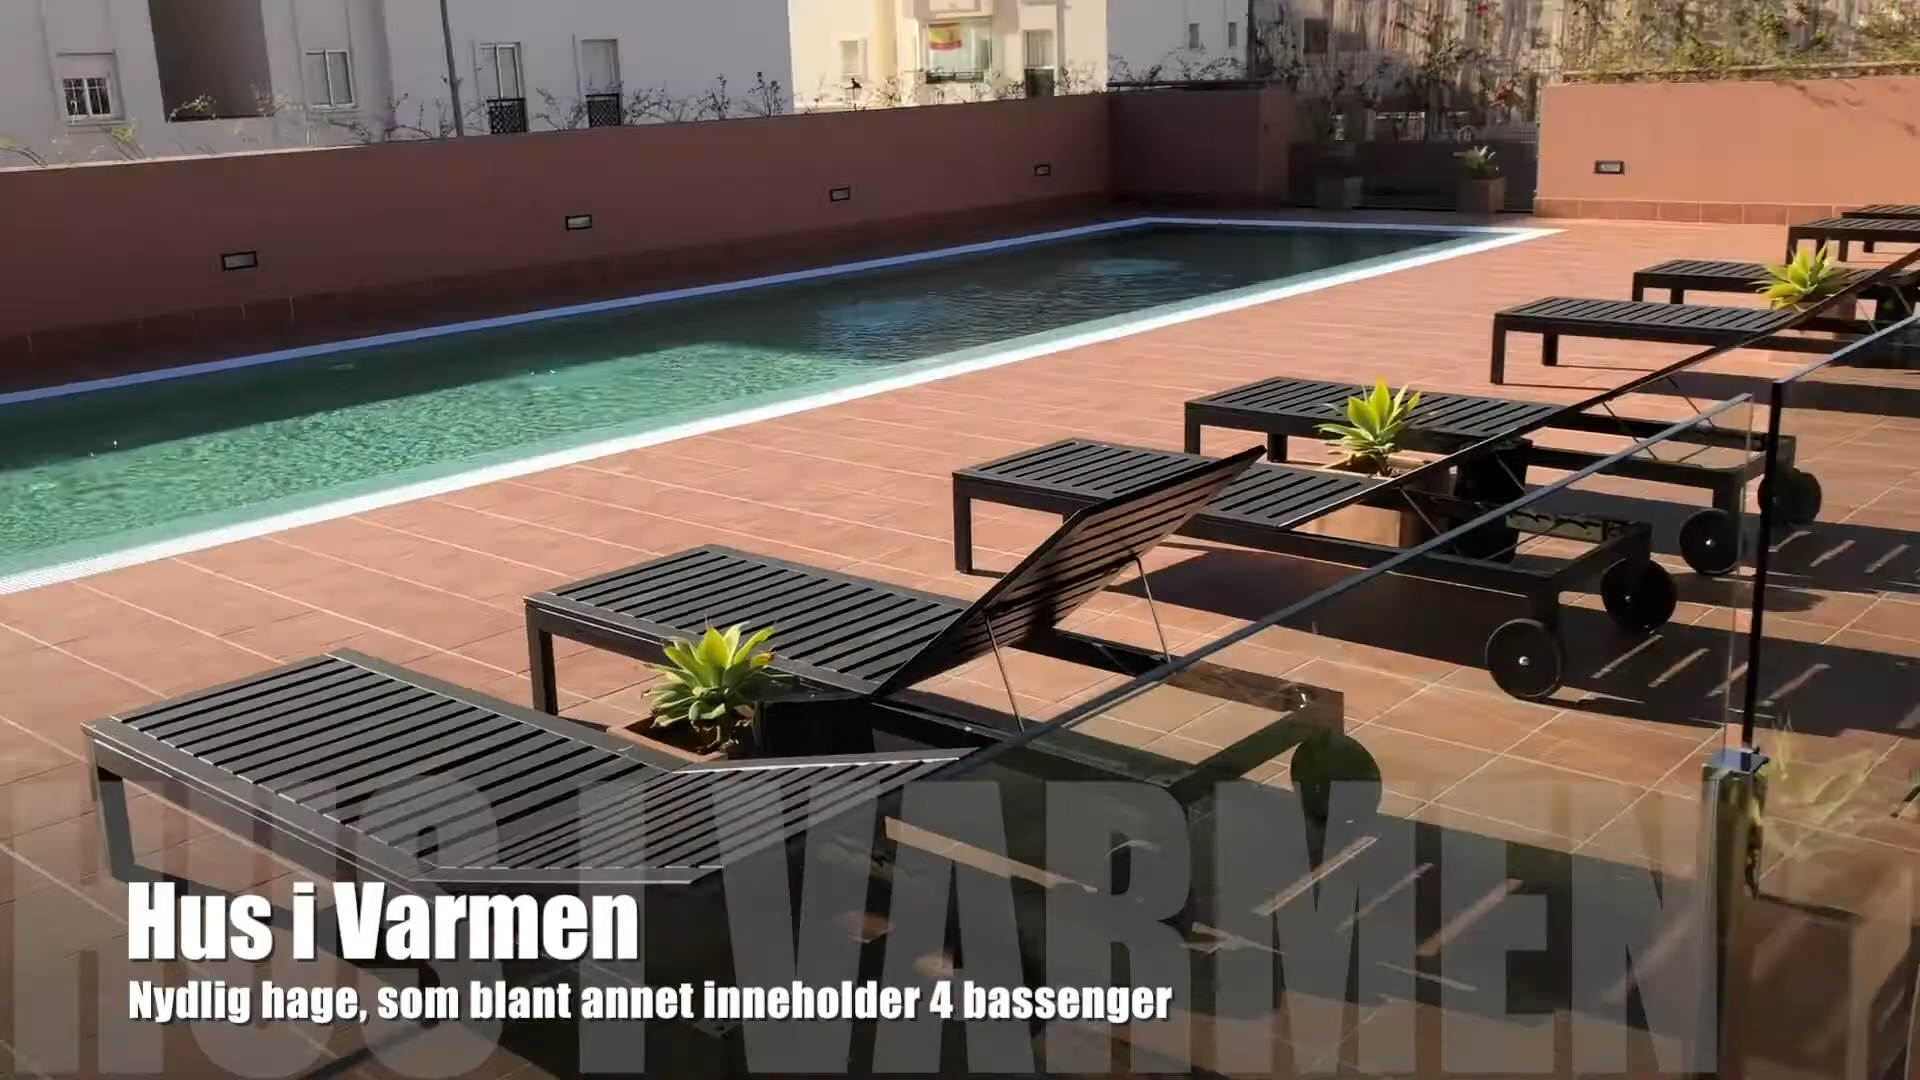 Hus i Varmen
Nydlig hage, som blant annet inneholder 4 bassenger
HUS I VARMEN